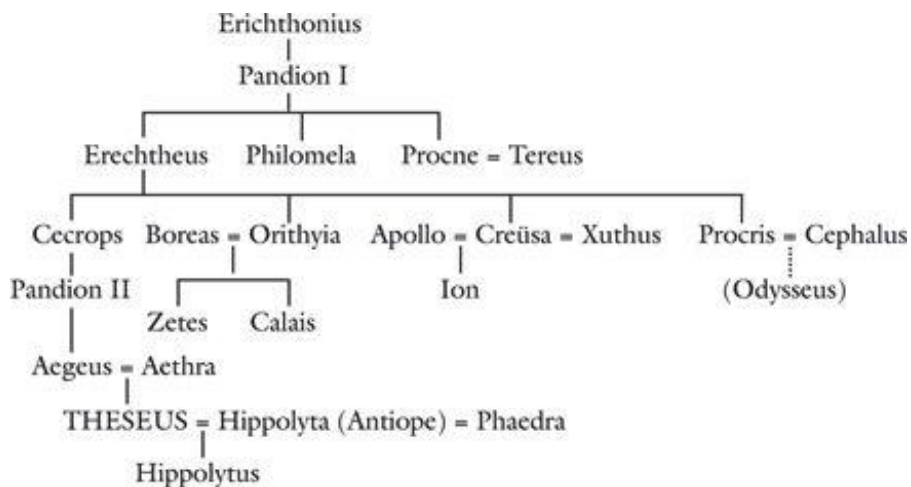 Erichthonius
Pandion I
Erechtheus Philomela Procne = Tereus
Cecrops Boreas = Orithyia Apollo = Creüsa = Xuthus Procris = Cephalus
Pandion II Ion (Odysseus)
Zetes Calais
Aegeus = Aethra
THESEUS = Hippolyta (Antiope) = Phaedra
Hippolytus